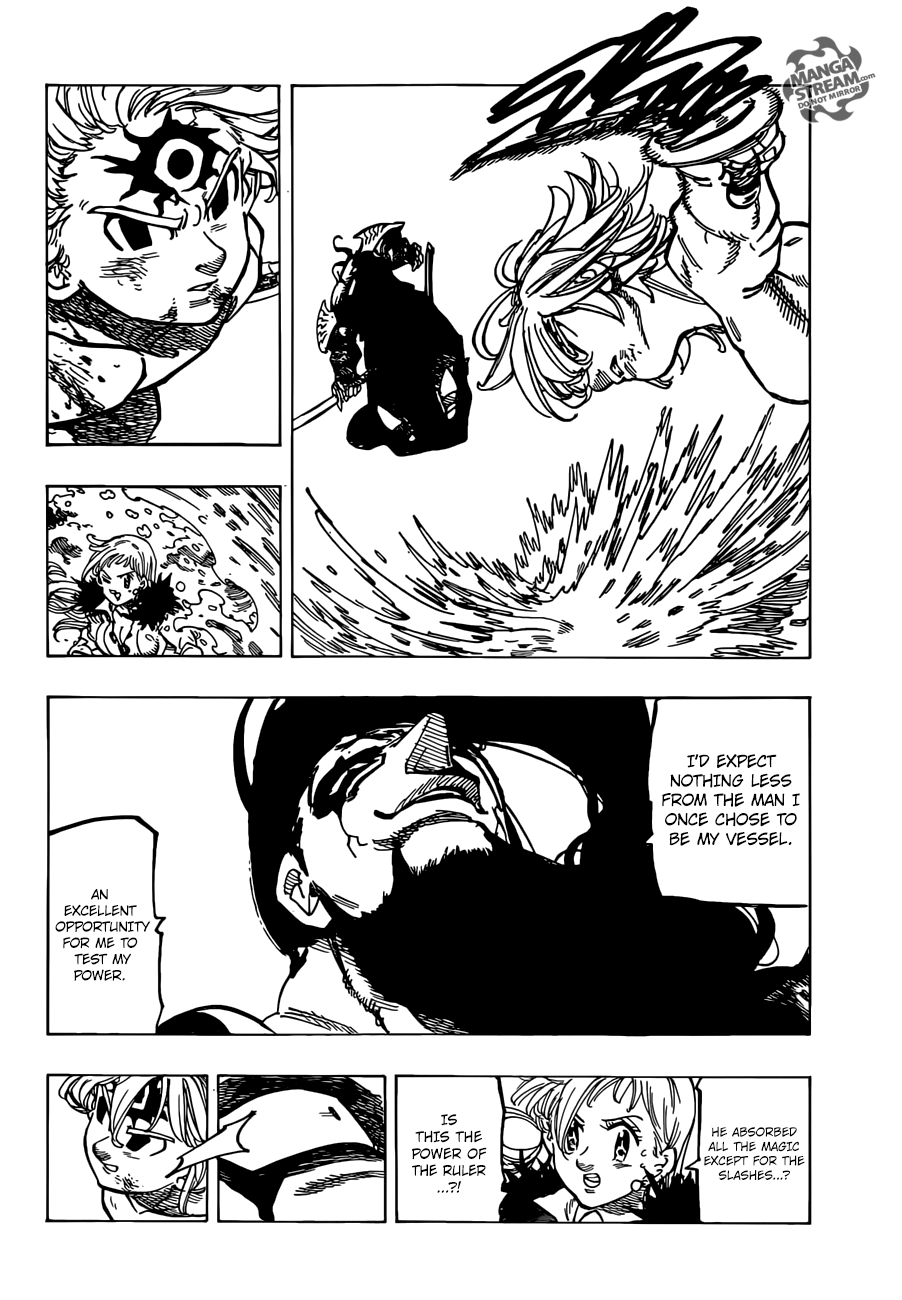 MANGA
STREAM.com
DO NOT MIRROR
I'D EXPECT
NOTHING LESS
FROM THE MAN I
ONCE CHOSE TO
BE MY VESSEL.
AN
EXCELLENT
OPPORTUNITY
FOR ME TO
TEST MY
POWER.
HE ABSORBED
ALL THE MAGIC
EXCEPT FOR THE
SLASHES...?
IS
THIS THE
POWER OF
THE RULER
...?!